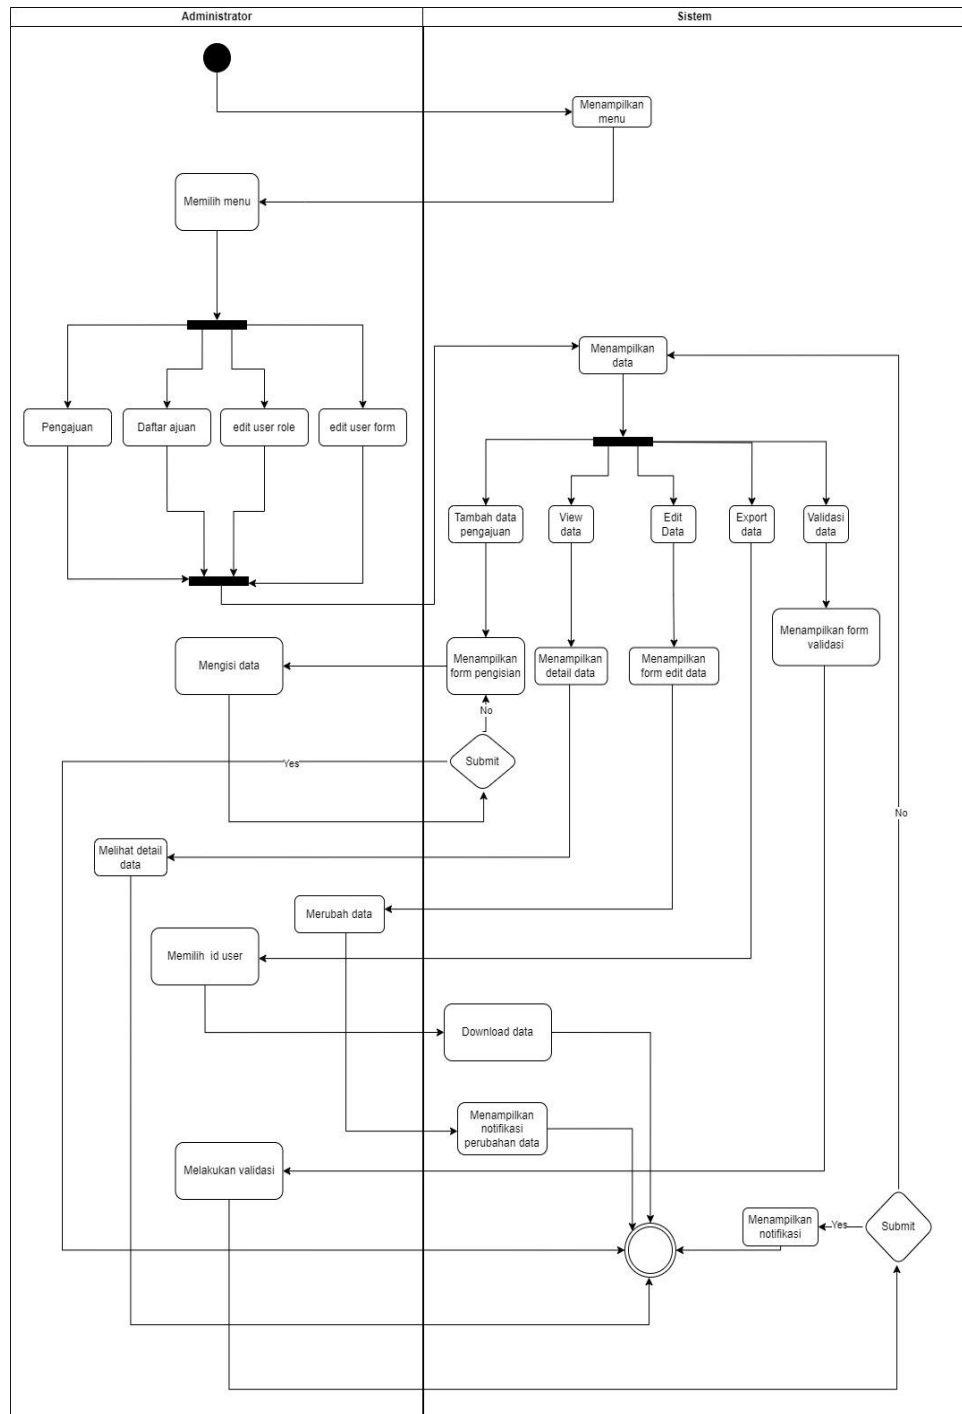 Administrator
Sistem
Menampilkan
menu
Memilih menu
Menampilkan
data
Pengajuan
Daftar ajuan
edit user role
edit user form
Tambah data
pengajuan
View
data
Edit
Data
Export
data
Validasi
data
Menampilkan form
validasi
Mengisi data
Menampilkan
form pengisian
Menampilkan
detail data
Menampilkan
form edit data
No
Submit
Yes
No
Melihat detail
data
Merubah data
Memilih id user
Download data
Menampilkan
notifikasi
perubahan data
Melakukan validasi
Menampilkan
notifikasi
Yes
Submit